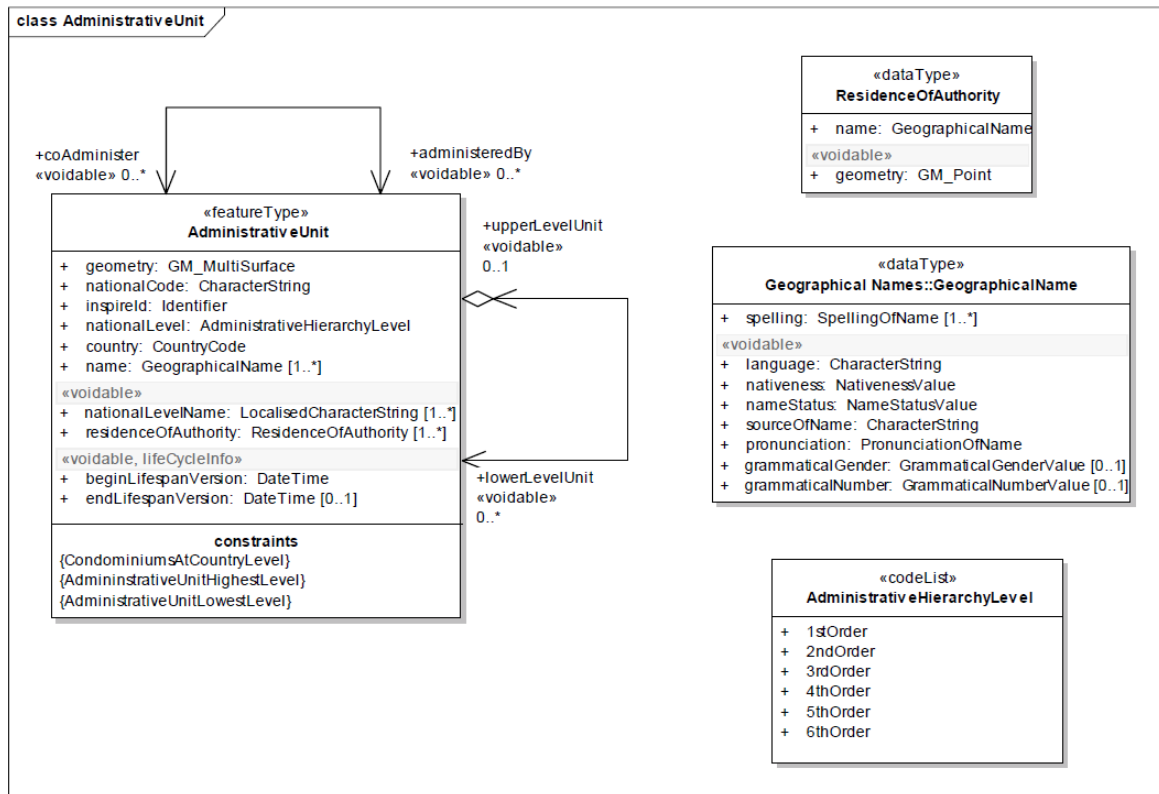 class AdministrativeUnit
+coAdminister
«voidable» 0..*
+administeredBy
«voidable» 0..*
«featureType»
AdministrativeUnit
+ geometry: GM_MultiSurface
+ nationalCode: CharacterString
+ inspireId: Identifier
+ nationalLevel: AdministrativeHierarchyLevel
+ country: CountryCode
+ name: GeographicalName [1..*]
«voidable»
+ nationalLevelName: LocalisedCharacterString [1..*]
+ residenceOfAuthority: ResidenceOfAuthority [1..*]
«voidable, lifeCycleInfo»
+ beginLifespanVersion: DateTime
+ endLifespanVersion: DateTime [0..1]
constraints
{CondominiumsAtCountryLevel}
{AdmininstrativeUnitHighestLevel}
{AdministrativeUnitLowestLevel}
+upperLevelUnit
«voidable»
0..1
+lowerLevelUnit
«voidable»
0..*
«dataType»
ResidenceOfAuthority
+ name: GeographicalName
«voidable»
+ geometry: GM_Point
«dataType»
Geographical Names::GeographicalName
+ spelling: SpellingOfName [1..*]
«voidable»
+ language: CharacterString
+ nativeness: NativenessValue
+ nameStatus: NameStatusValue
+ sourceOfName: CharacterString
+ pronunciation: PronunciationOfName
+ grammaticalGender: GrammaticalGenderValue [0..1]
+ grammaticalNumber: GrammaticalNumberValue [0..1]
«codeList»
AdministrativeHierarchyLevel
+ 1stOrder
+ 2ndOrder
+ 3rdOrder
+ 4thOrder
+ 5thOrder
+ 6thOrder